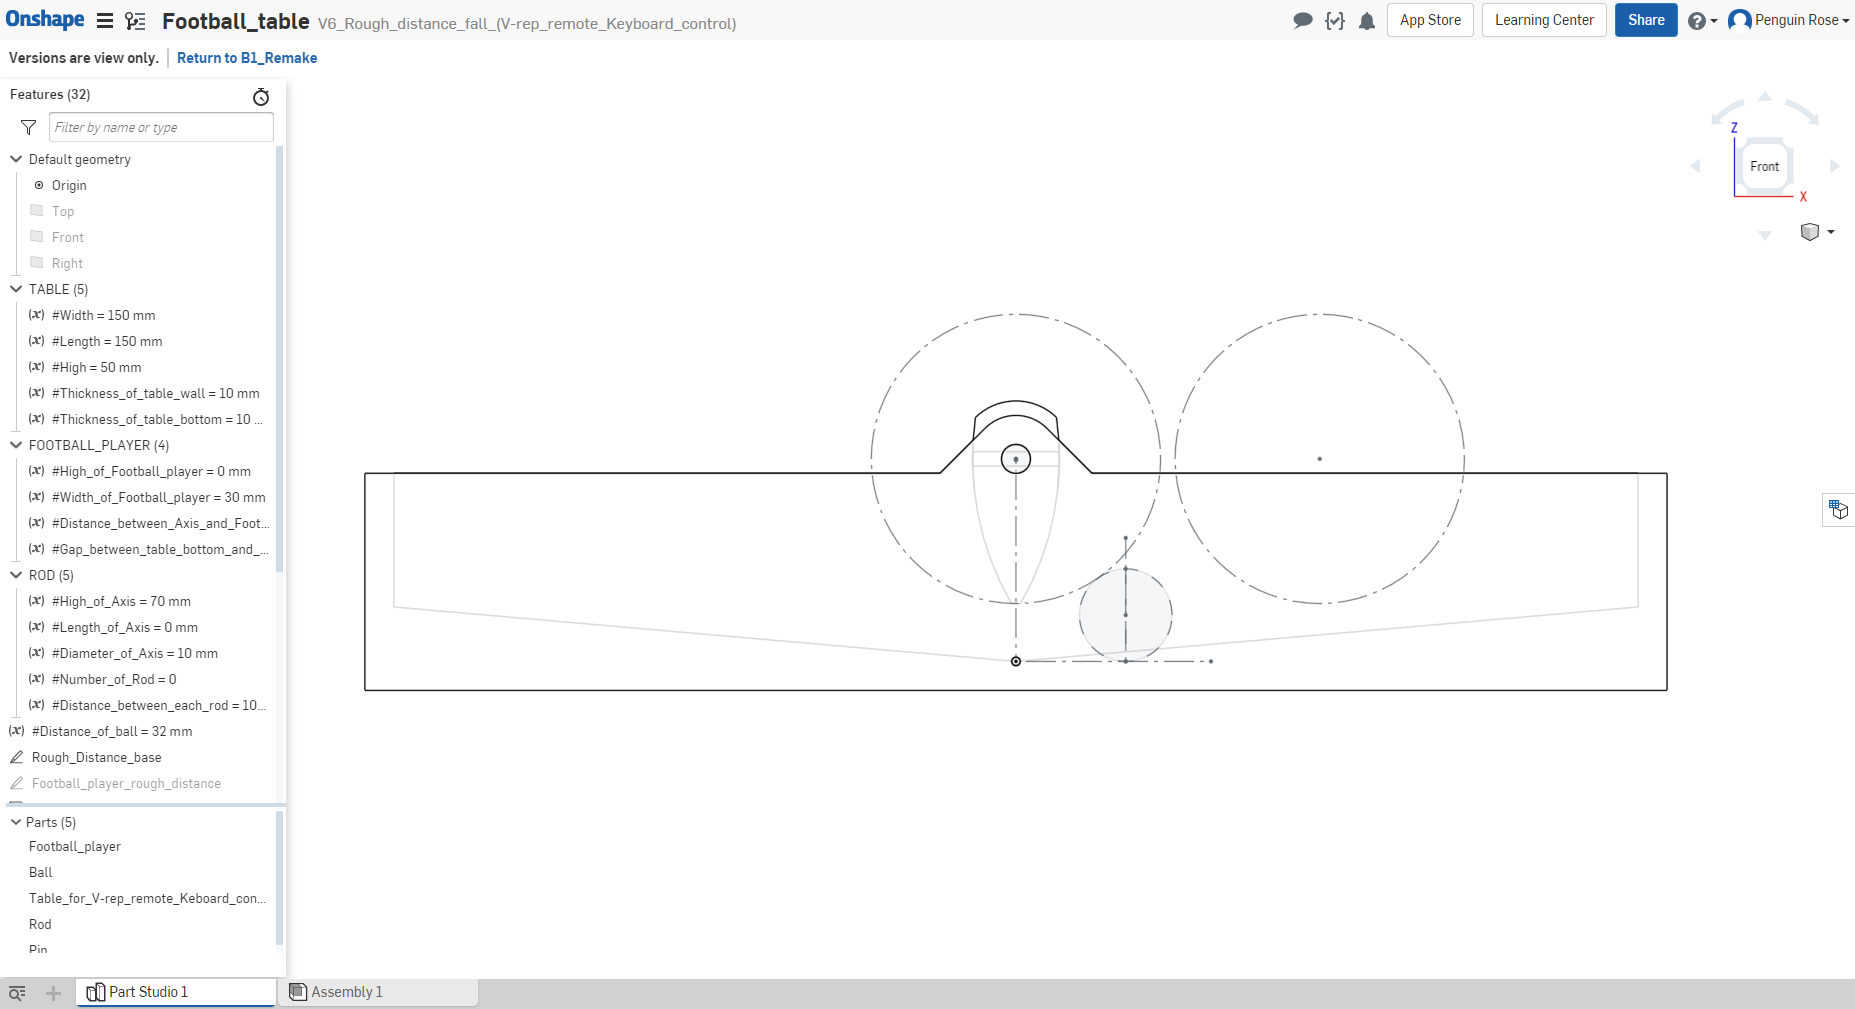 Onshape Football_table V6_Rough_distance_fall_(V-rep_remote_Keyboard_control) App Store Learning Center Share Penguin Rose
Versions are view only. Return to B1_Remake
Features (32)
Filter by name or type
Default geometry
Origin
Top
Front
Right
TABLE (5)
(x) #Width = 150 mm
(x) #Length = 150 mm
(x) #High = 50 mm
(x) #Thickness_of_table_wall = 10 mm
(x) #Thickness_of_table_bottom = 10 ...
FOOTBALL_PLAYER (4)
(x) #High_of_Football_player = 0 mm
(x) #Width_of_Football_player = 30 mm
(x) #Distance_between_Axis_and_Foot...
(x) #Gap_between_table_bottom_and_...
ROD (5)
(x) #High_of_Axis = 70 mm
(x) #Length_of_Axis = 0 mm
(x) #Diameter_of_Axis = 10 mm
(x) #Number_of_Rod = 0
(x) #Distance_between_each_rod = 10...
(x) #Distance_of_ball = 32 mm
Rough_Distance_base
Football_player_rough_distance
Parts (5)
Football_player
Ball
Table_for_V-rep_remote_Keboard_con...
Rod
Pin
Z
Front
X
Part Studio 1 Assembly 1